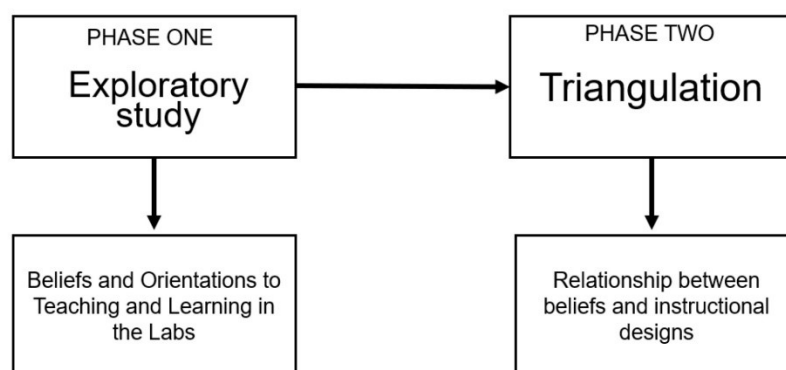 PHASE ONE
Exploratory
study
PHASE TWO
Triangulation
Beliefs and Orientations to
Teaching and Learning in
the Labs
Relationship between
beliefs and instructional
designs